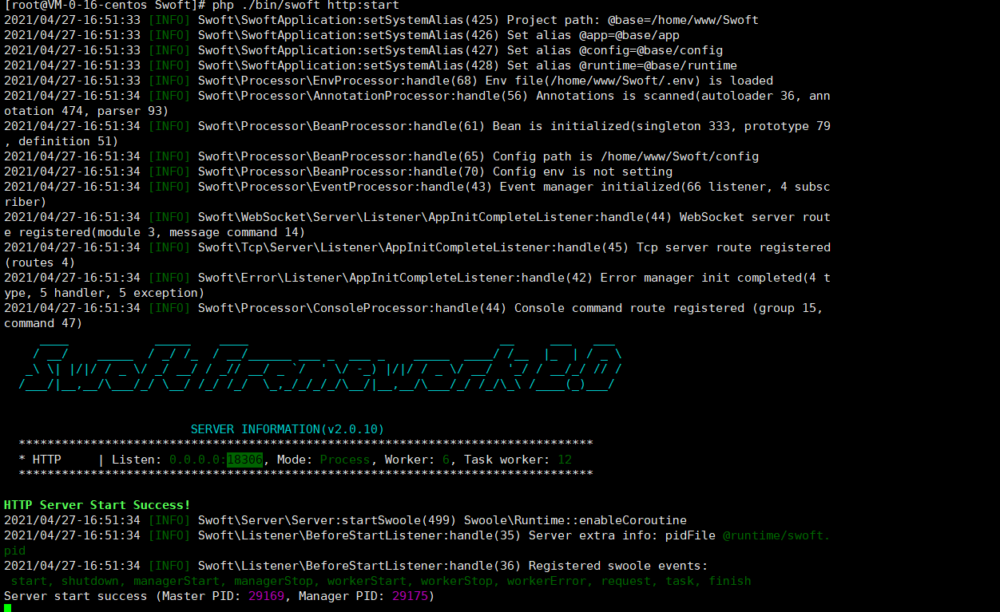 [root@VM-0-16-centos Swoft]# php ./bin/swoft http:start
2021/04/27-16:51:33 [INFO] Swoft\SwoftApplication:setSystemAlias(425) Project path: @base=/home/www/Swoft
2021/04/27-16:51:33 [INFO] Swoft\SwoftApplication:setSystemAlias(426) Set alias @app=@base/app
2021/04/27-16:51:33 [INFO] Swoft\SwoftApplication:setSystemAlias(427) Set alias @config=@base/config
2021/04/27-16:51:33 [INFO] Swoft\SwoftApplication:setSystemAlias(428) Set alias @runtime=@base/runtime
2021/04/27-16:51:33 [INFO] Swoft\Processor\EnvProcessor:handle(68) Env file(/home/www/Swoft/.env) is loaded
2021/04/27-16:51:34 [INFO] Swoft\Processor\AnnotationProcessor:handle(56) Annotations is scanned(autoloader 36, ann
otation 474, parser 93)
2021/04/27-16:51:34 [INFO] Swoft\Processor\BeanProcessor:handle(61) Bean is initialized(singleton 333, prototype 79
, definition 51)
2021/04/27-16:51:34 [INFO] Swoft\Processor\BeanProcessor:handle(65) Config path is /home/www/Swoft/config
2021/04/27-16:51:34 [INFO] Swoft\Processor\BeanProcessor:handle(70) Config env is not setting
2021/04/27-16:51:34 [INFO] Swoft\Processor\EventProcessor:handle(43) Event manager initialized(66 listener, 4 subsc
riber)
2021/04/27-16:51:34 [INFO] Swoft\WebSocket\Server\Listener\AppInitCompleteListener:handle(44) WebSocket server rout
e registered(module 3, message command 14)
2021/04/27-16:51:34 [INFO] Swoft\Tcp\Server\Listener\AppInitCompleteListener:handle(45) Tcp server route registered
(routes 4)
2021/04/27-16:51:34 [INFO] Swoft\Error\Listener\AppInitCompleteListener:handle(42) Error manager init completed(4 t
ype, 5 handler, 5 exception)
2021/04/27-16:51:34 [INFO] Swoft\Processor\ConsoleProcessor:handle(44) Console command route registered (group 15,
command 47)
Swoft Framework 2.0
SERVER INFORMATION(v2.0.10)
********************************************************************************
* HTTP     | Listen: 0.0.0.0:18306, Mode: Process, Worker: 6, Task worker: 12
********************************************************************************
HTTP Server Start Success!
2021/04/27-16:51:34 [INFO] Swoft\Server\Server:startSwoole(499) Swoole\Runtime::enableCoroutine
2021/04/27-16:51:34 [INFO] Swoft\Listener\BeforeStartListener:handle(35) Server extra info: pidFile @runtime/swoft.
pid
2021/04/27-16:51:34 [INFO] Swoft\Listener\BeforeStartListener:handle(36) Registered swoole events:
start, shutdown, managerStart, managerStop, workerStart, workerStop, workerError, request, task, finish
Server start success (Master PID: 29169, Manager PID: 29175)